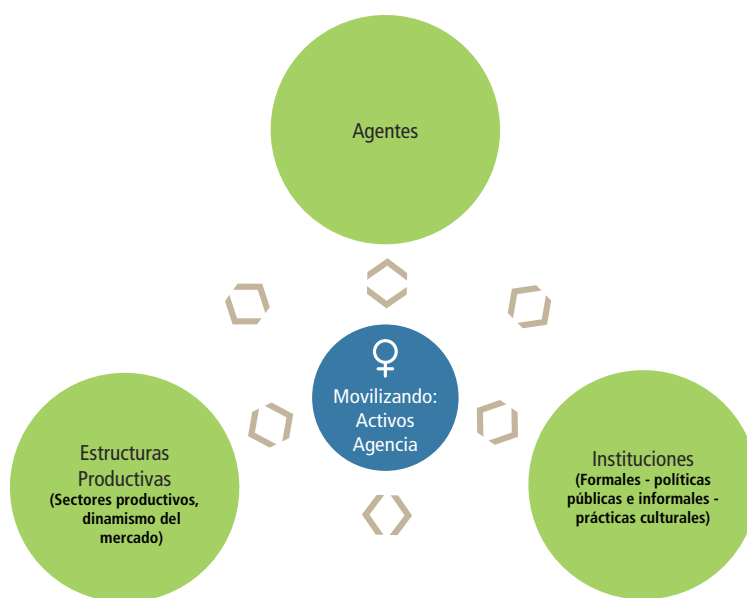 Agentes
Movilizando:
Activos
Agencia
Estructuras
Productivas
(Sectores productivos,
dinamismo del
mercado)
Instituciones
(Formales - políticas
públicas e informales -
prácticas culturales)